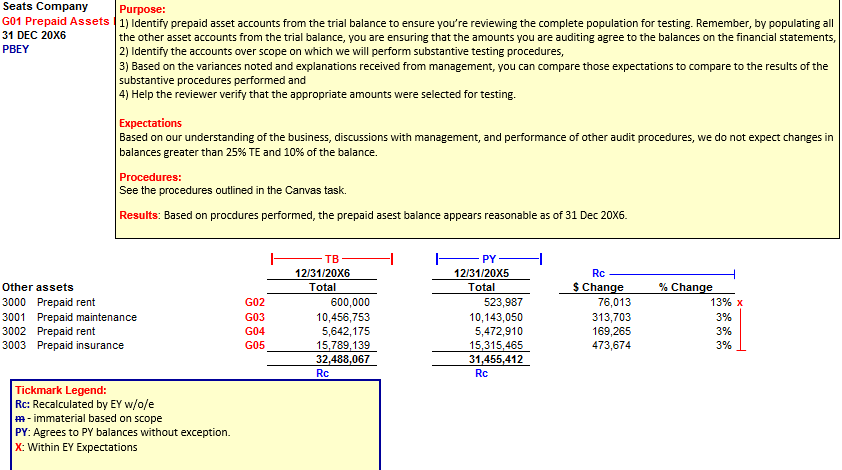 Seats Company
G01 Prepaid Assets
31 DEC 20X6
PBEY
Purpose:
1) Identify prepaid asset accounts from the trial balance to ensure you're reviewing the complete population for testing. Remember, by populating all
the other asset accounts from the trial balance, you are ensuring that the amounts you are auditing agree to the balances on the financial statements,
2) Identify the accounts over scope on which we will perform substantive testing procedures,
3) Based on the variances noted and explanations received from management, you can compare those expectations to compare to the results of the
substantive procedures performed and
4) Help the reviewer verify that the appropriate amounts were selected for testing.
Expectations
Based on our understanding of the business, discussions with management, and performance of other audit procedures, we do not expect changes in
balances greater than 25% TE and 10% of the balance.
Procedures:
See the procedures outlined in the Canvas task.
Results: Based on procdures performed, the prepaid asest balance appears reasonable as of 31 Dec 20X6.
TB PY
12/31/20X6 12/31/20X5 Rc
Other assets Total Total $ Change % Change
3000 Prepaid rent G02 600,000 523,987 76,013 13% x
3001 Prepaid maintenance G03 10,456,753 10,143,050 313,703 3%
3002 Prepaid rent G04 5,642,175 5,472,910 169,265 3%
3003 Prepaid insurance G05 15,789,139 15,315,465 473,674 3%
32,488,067 31,455,412
Rc Rc
Tickmark Legend:
Rc: Recalculated by EY w/o/e
m - immaterial based on scope
PY: Agrees to PY balances without exception.
X: Within EY Expectations